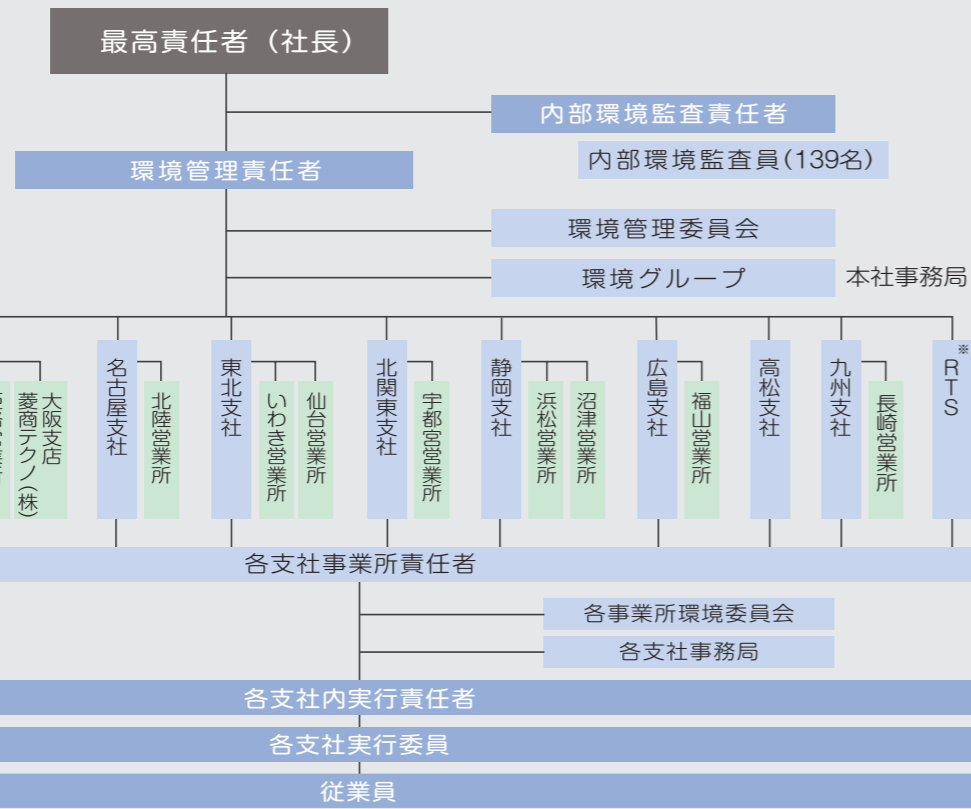 最高責任者（社長）
内部環境監査責任者
内部環境監査員(139名)
環境管理責任者
環境管理委員会
環境グループ
本社事務局
菱商テクノ(株)
大阪支店
名古屋支社
北陸営業所
東北支社
いわき営業所
仙台営業所
北関東支社
宇都宮営業所
静岡支社
浜松営業所
沼津営業所
広島支社
福山営業所
高松支社
九州支社
長崎営業所
RTS※
各支社事業所責任者
各事業所環境委員会
各支社事務局
各支社内実行責任者
各支社実行委員
従業員